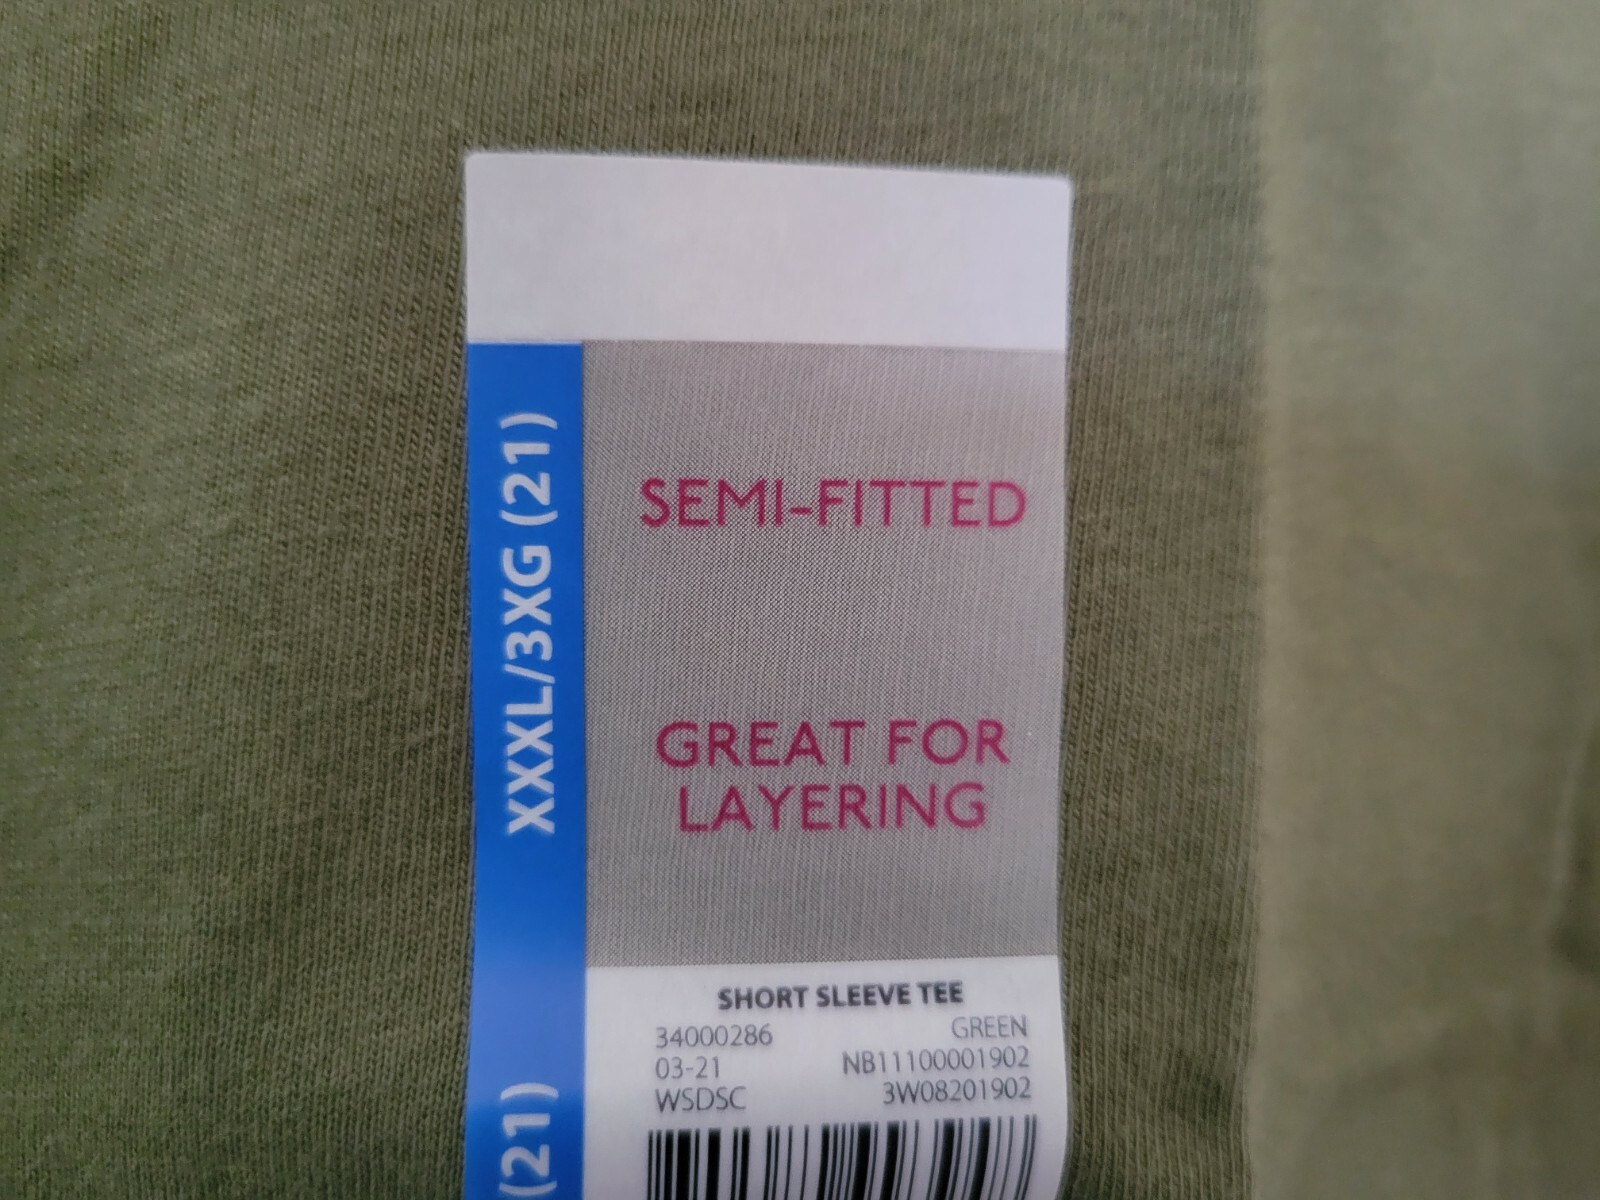 XXXL/3XG (21)
SEMI-FITTED
GREAT FOR
LAYERING
SHORT SLEEVE TEE
34000286 GREEN
03-21 NB11100001902
WSDSC 3W08201902
(21)